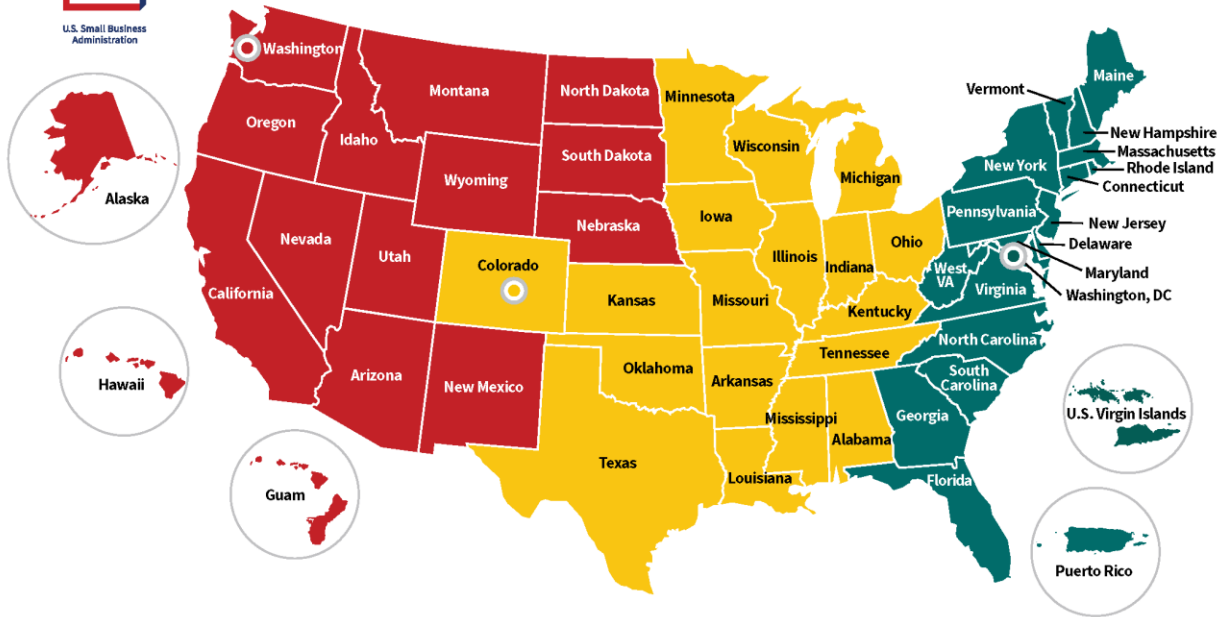 U.S. Small Business
Administration
Washington
Montana
North Dakota
Minnesota
Maine
Vermont
Oregon
Idaho
Wisconsin
New Hampshire
Massachusetts
South Dakota
New York
Rhode Island
Wyoming
Michigan
Connecticut
Alaska
Pennsylvania
Iowa
Nebraska
New Jersey
Nevada
Ohio
Delaware
Utah
Colorado
Illinois
Indiana
West
VA
Maryland
California
Virginia
Washington, DC
Kansas
Missouri
Kentucky
North Carolina
Tennessee
Oklahoma
Arizona
New Mexico
Arkansas
South
Carolina
Hawaii
Georgia
U.S. Virgin Islands
Mississippi
Alabama
Texas
Louisiana
Florida
Guam
Puerto Rico